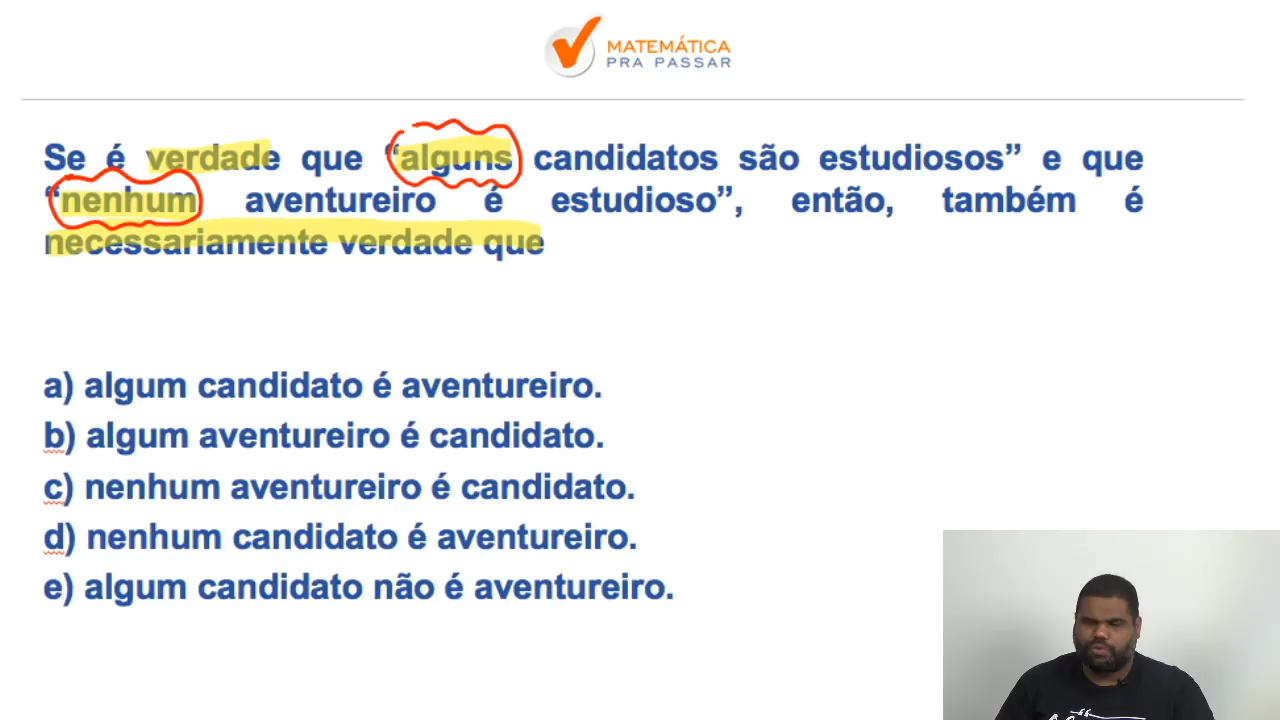 MATEMÁTICA
PRA PASSAR
Se é verdade que “alguns candidatos são estudiosos” e que
“nenhum aventureiro é estudioso”, então, também é
necessariamente verdade que
a) algum candidato é aventureiro.
b) algum aventureiro é candidato.
c) nenhum aventureiro é candidato.
d) nenhum candidato é aventureiro.
e) algum candidato não é aventureiro.